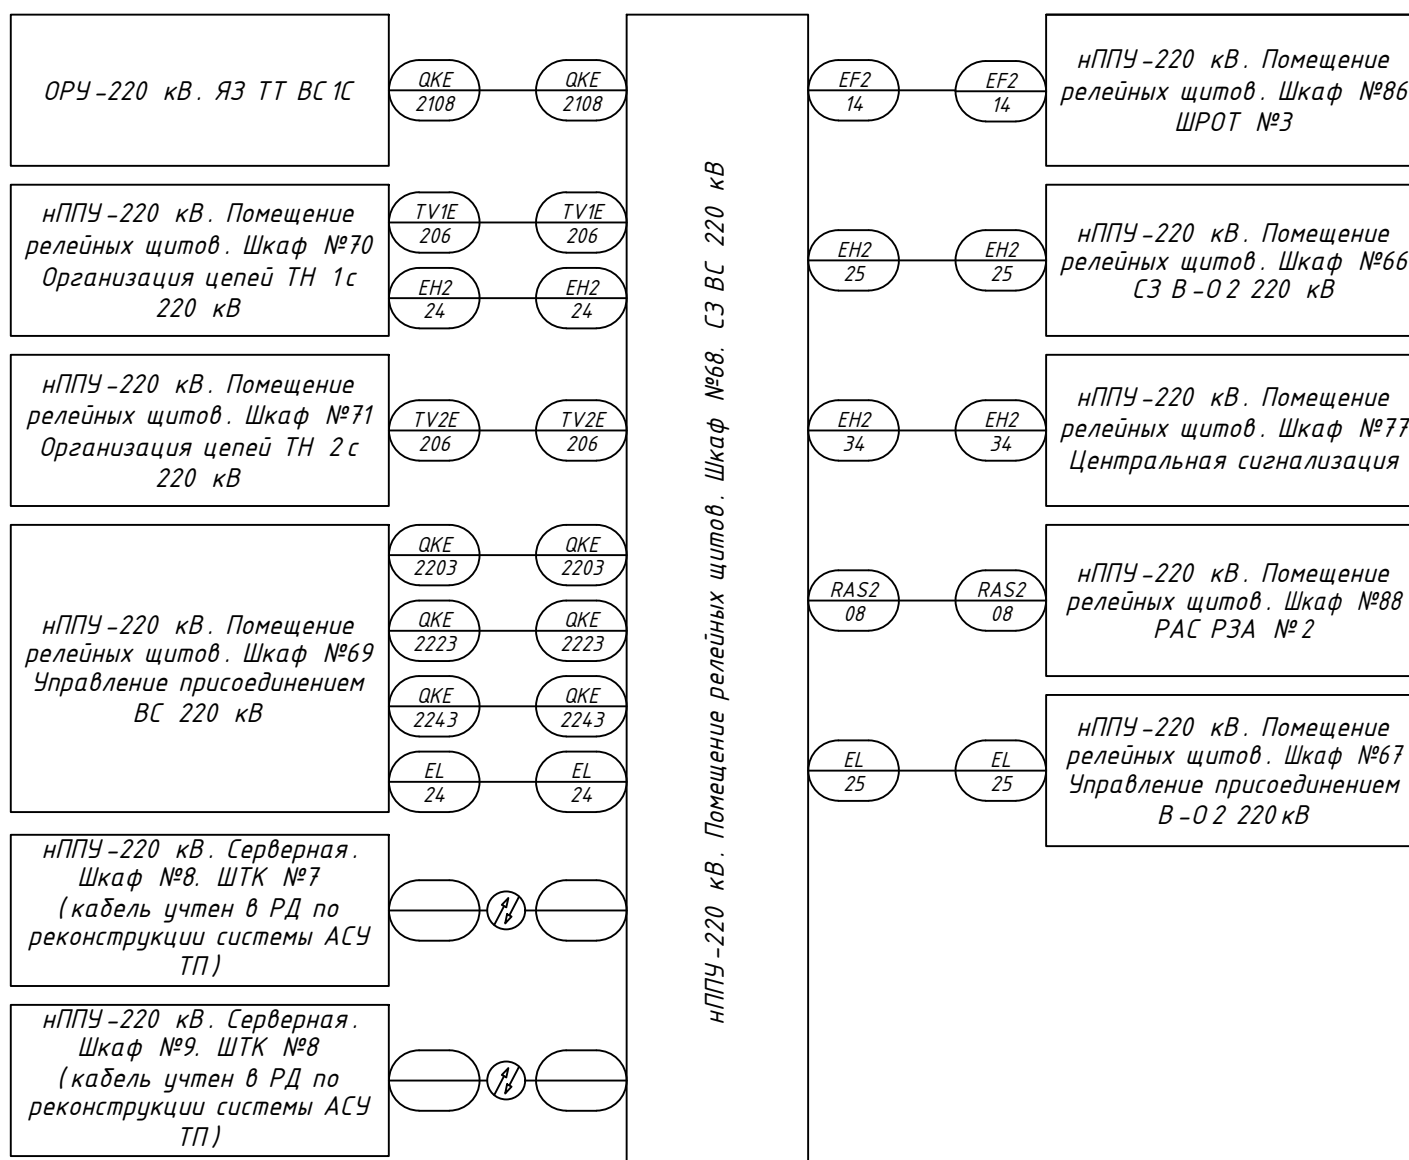 ОРУ-220 кВ. ЯЗ ТТ ВС 1С
QKE
2108
QKE
2108
нППУ-220 кВ. Помещение
релейных щитов. Шкаф №70
Организация цепей ТН 1с
220 кВ
TV1E
206
TV1E
206
EH2
24
EH2
24
нППУ-220 кВ. Помещение
релейных щитов. Шкаф №71
Организация цепей ТН 2с
220 кВ
TV2E
206
TV2E
206
нППУ-220 кВ. Помещение
релейных щитов. Шкаф №69
Управление присоединением
ВС 220 кВ
QKE
2203
QKE
2203
QKE
2223
QKE
2223
QKE
2243
QKE
2243
EL
24
EL
24
нППУ-220 кВ. Серверная.
Шкаф №8. ШТК №7
(кабель учтен в РД по
реконструкции системы АСУ
ТП)
нППУ-220 кВ. Серверная.
Шкаф №9. ШТК №8
(кабель учтен в РД по
реконструкции системы АСУ
ТП)
нППУ-220 кВ. Помещение релейных щитов. Шкаф №68. СЗ ВС 220 кВ
EF2
14
EF2
14
нППУ-220 кВ. Помещение
релейных щитов. Шкаф №86
ШРОТ №3
EH2
25
EH2
25
нППУ-220 кВ. Помещение
релейных щитов. Шкаф №66
СЗ В-О2 220 кВ
EH2
34
EH2
34
нППУ-220 кВ. Помещение
релейных щитов. Шкаф №77
Центральная сигнализация
RAS2
08
RAS2
08
нППУ-220 кВ. Помещение
релейных щитов. Шкаф №88
РАС РЗА №2
EL
25
EL
25
нППУ-220 кВ. Помещение
релейных щитов. Шкаф №67
Управление присоединением
В-О2 220 кВ